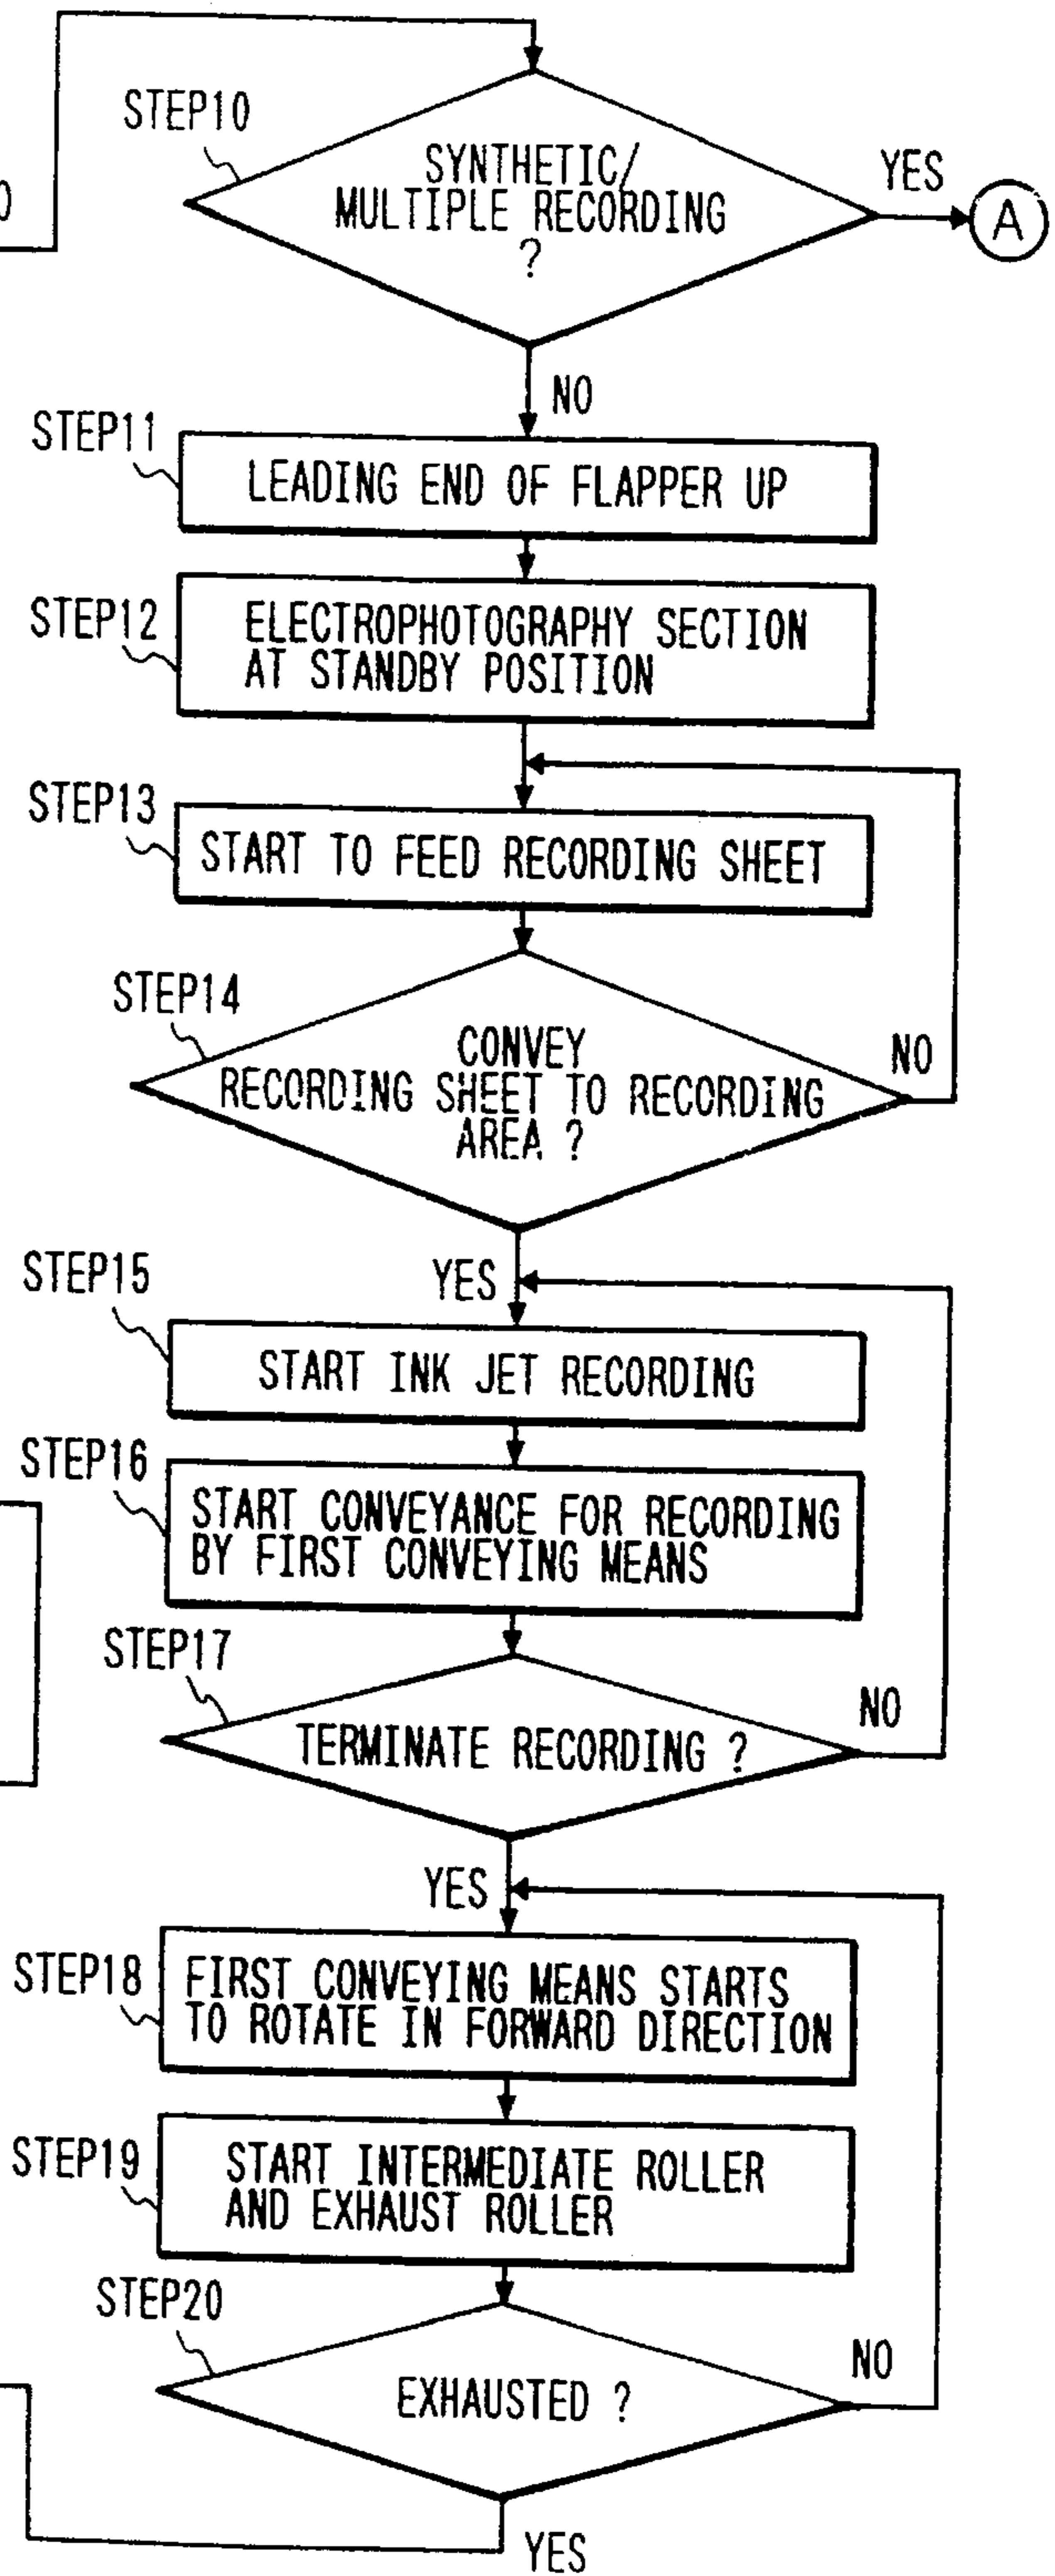 STEP10
SYNTHETIC/
MULTIPLE RECORDING
?
YES
A
NO
STEP11
LEADING END OF FLAPPER UP
STEP12
ELECTROPHOTOGRAPHY SECTION
AT STANDBY POSITION
STEP13
START TO FEED RECORDING SHEET
STEP14
CONVEY
RECORDING SHEET TO RECORDING
AREA ?
NO
YES
STEP15
START INK JET RECORDING
STEP16
START CONVEYANCE FOR RECORDING
BY FIRST CONVEYING MEANS
STEP17
TERMINATE RECORDING ?
NO
YES
STEP18
FIRST CONVEYING MEANS STARTS
TO ROTATE IN FORWARD DIRECTION
STEP19
START INTERMEDIATE ROLLER
AND EXHAUST ROLLER
STEP20
EXHAUSTED ?
NO
YES